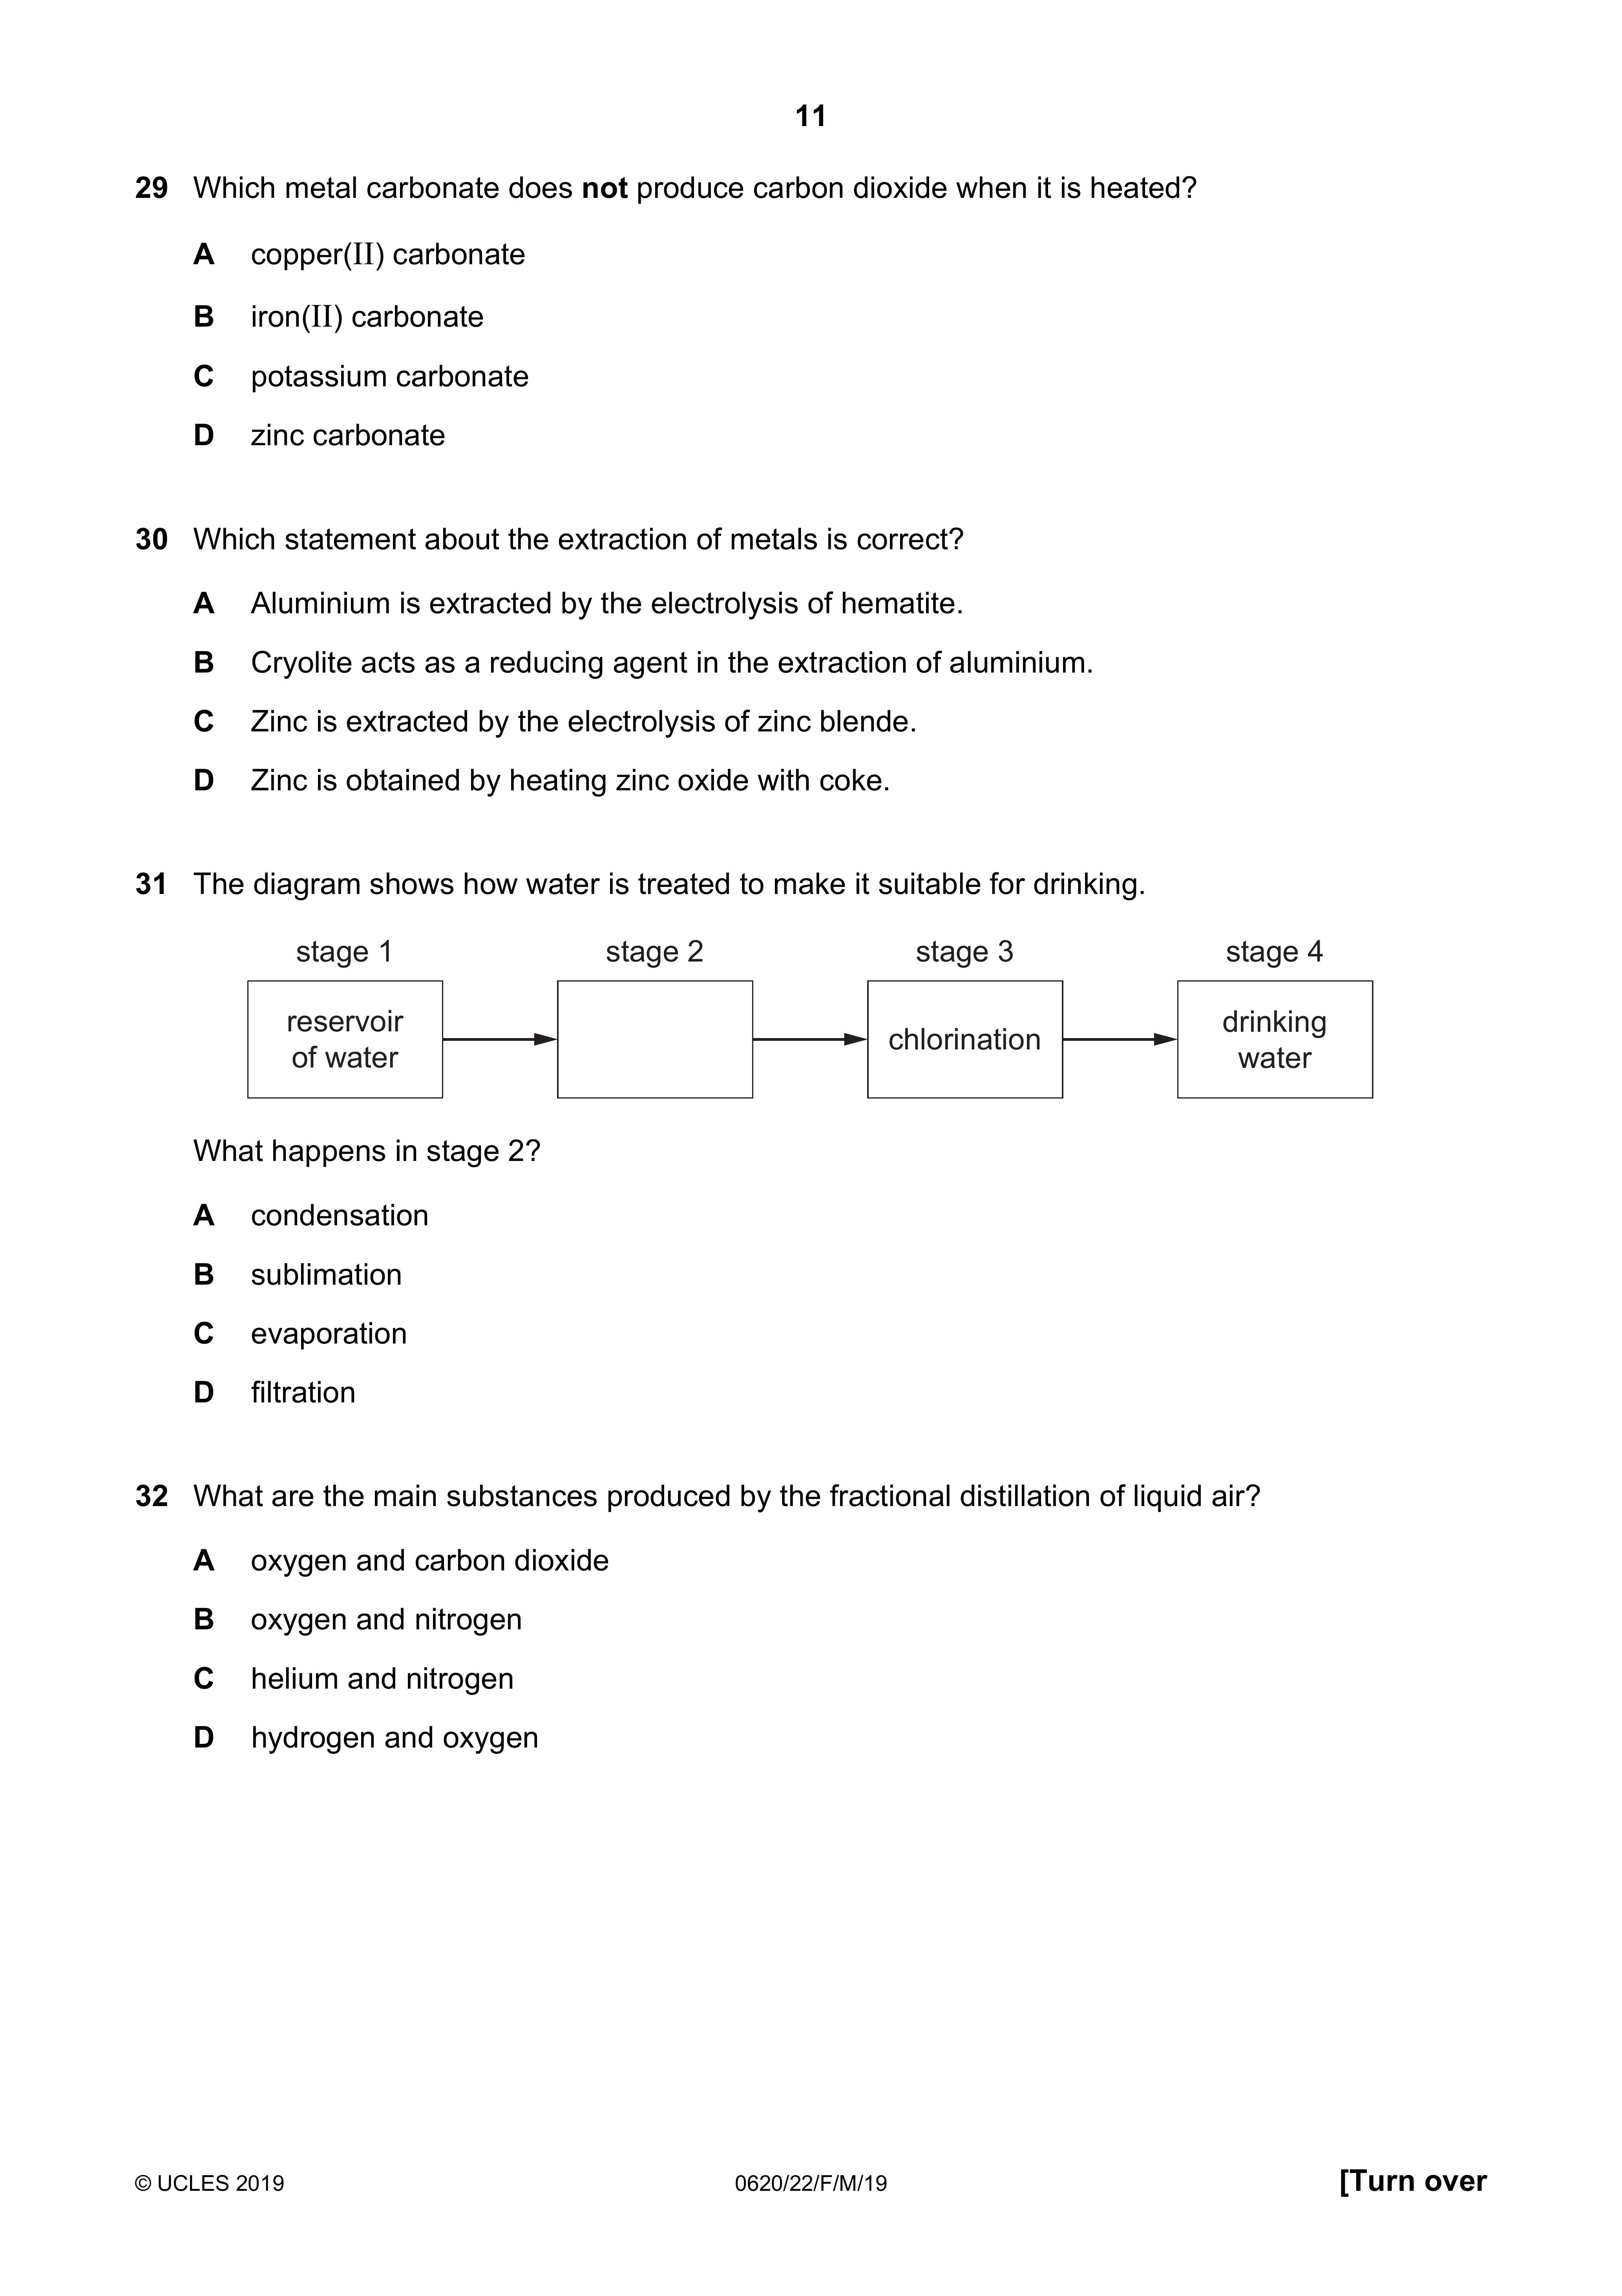 11
29 Which metal carbonate does not produce carbon dioxide when it is heated?
A copper(II) carbonate
B iron(II) carbonate
C potassium carbonate
D zinc carbonate
30 Which statement about the extraction of metals is correct?
A Aluminium is extracted by the electrolysis of hematite.
B Cryolite acts as a reducing agent in the extraction of aluminium.
C Zinc is extracted by the electrolysis of zinc blende.
D Zinc is obtained by heating zinc oxide with coke.
31 The diagram shows how water is treated to make it suitable for drinking.
stage 1 stage 2 stage 3 stage 4
reservoir
of water
chlorination
drinking
water
What happens in stage 2?
A condensation
B sublimation
C evaporation
D filtration
32 What are the main substances produced by the fractional distillation of liquid air?
A oxygen and carbon dioxide
B oxygen and nitrogen
C helium and nitrogen
D hydrogen and oxygen
© UCLES 2019 0620/22/F/M/19 [Turn over